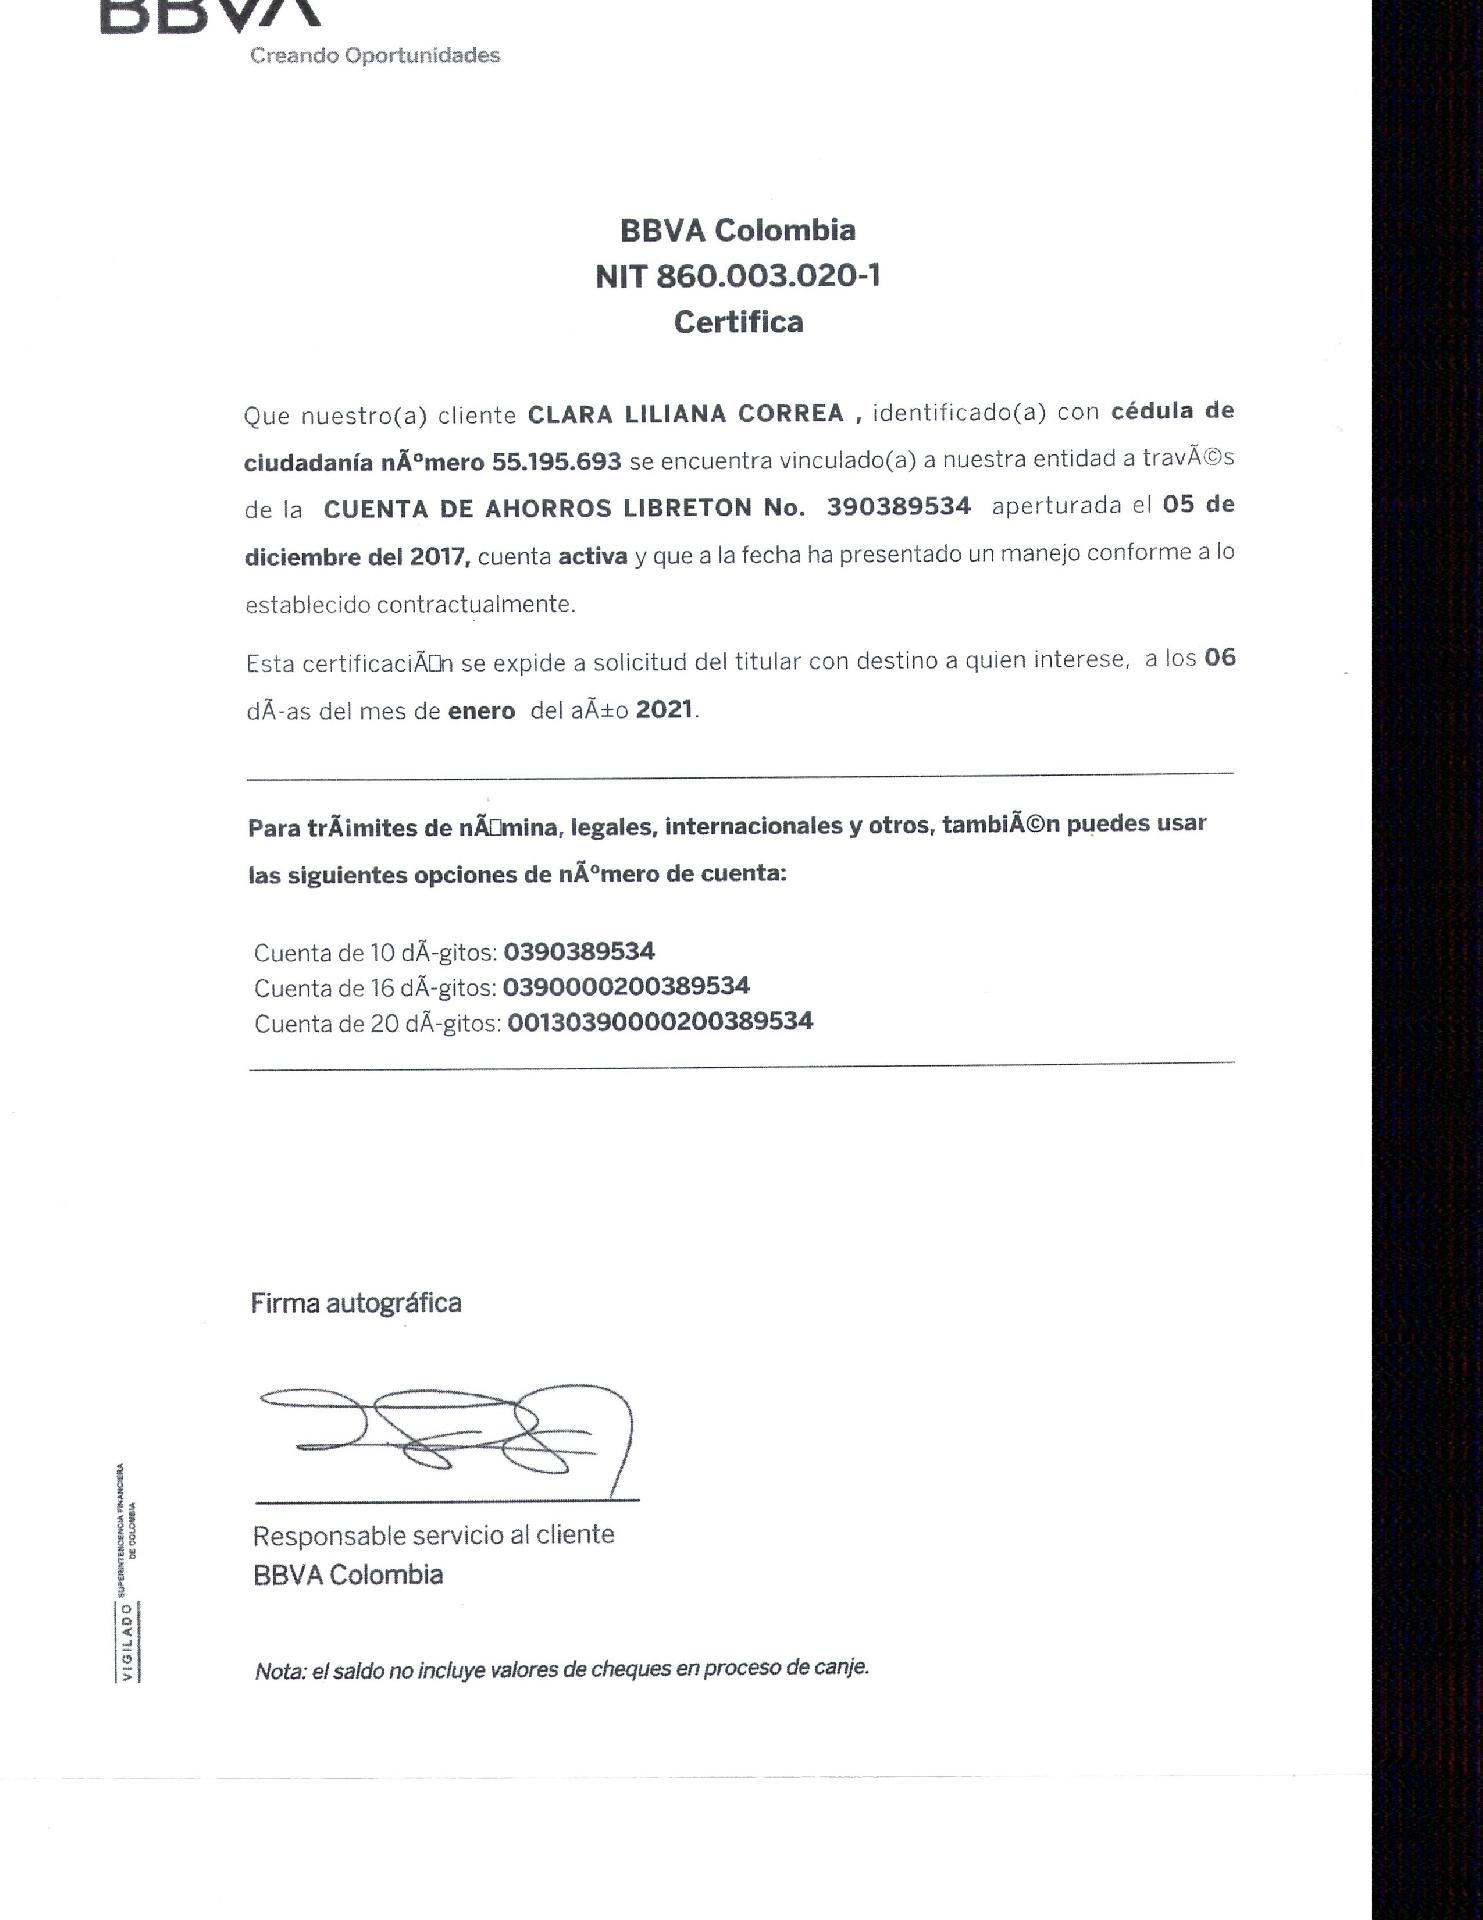 BBVA
Creando Oportunidades
BBVA Colombia
NIT 860.003.020-1
Certifica
Que nuestro(a) cliente CLARA LILIANA CORREA , identificado(a) con cédula de
ciudadanía nÃºmero 55.195.693 se encuentra vinculado(a) a nuestra entidad a travÃ©s
de la CUENTA DE AHORROS LIBRETON No. 390389534 aperturada el 05 de
diciembre del 2017, cuenta activa y que a la fecha ha presentado un manejo conforme a lo
establecido contractualmente.
Esta certificaciÃ□n se expide a solicitud del titular con destino a quien interese, a los 06
dÃ-as del mes de enero del aÃ±o 2021.
Para trÃimites de nÃ□mina, legales, internacionales y otros, tambiÃ©n puedes usar
las siguientes opciones de nÃºmero de cuenta:
Cuenta de 10 dÃ-gitos: 0390389534
Cuenta de 16 dÃ-gitos: 0390000200389534
Cuenta de 20 dÃ-gitos: 00130390000200389534
Firma autográfica
Responsable servicio al cliente
BBVA Colombia
Nota: el saldo no incluye valores de cheques en proceso de canje.
VIGILADO SUPERINTENDENCIA FINANCIERA
DE COLOMBIA